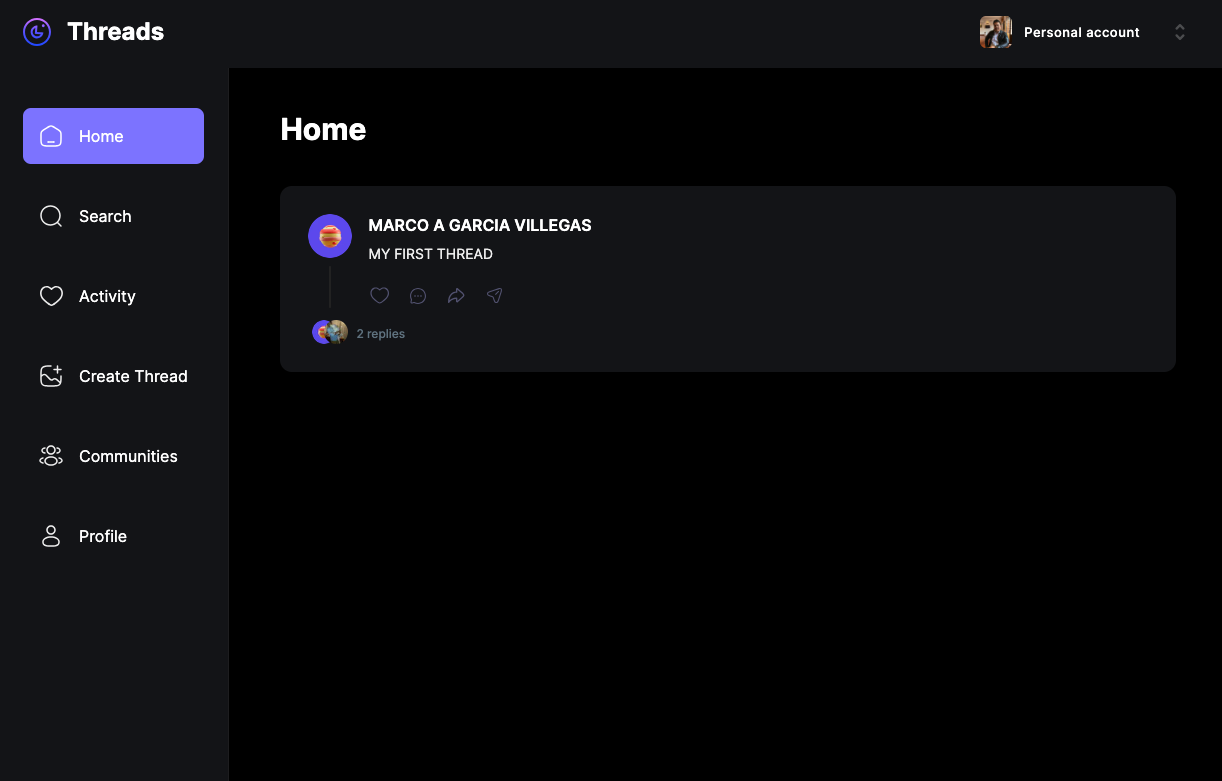 Threads
Personal account
Home
Search
Activity
Create Thread
Communities
Profile
Home
MARCO A GARCIA VILLEGAS
MY FIRST THREAD
2 replies